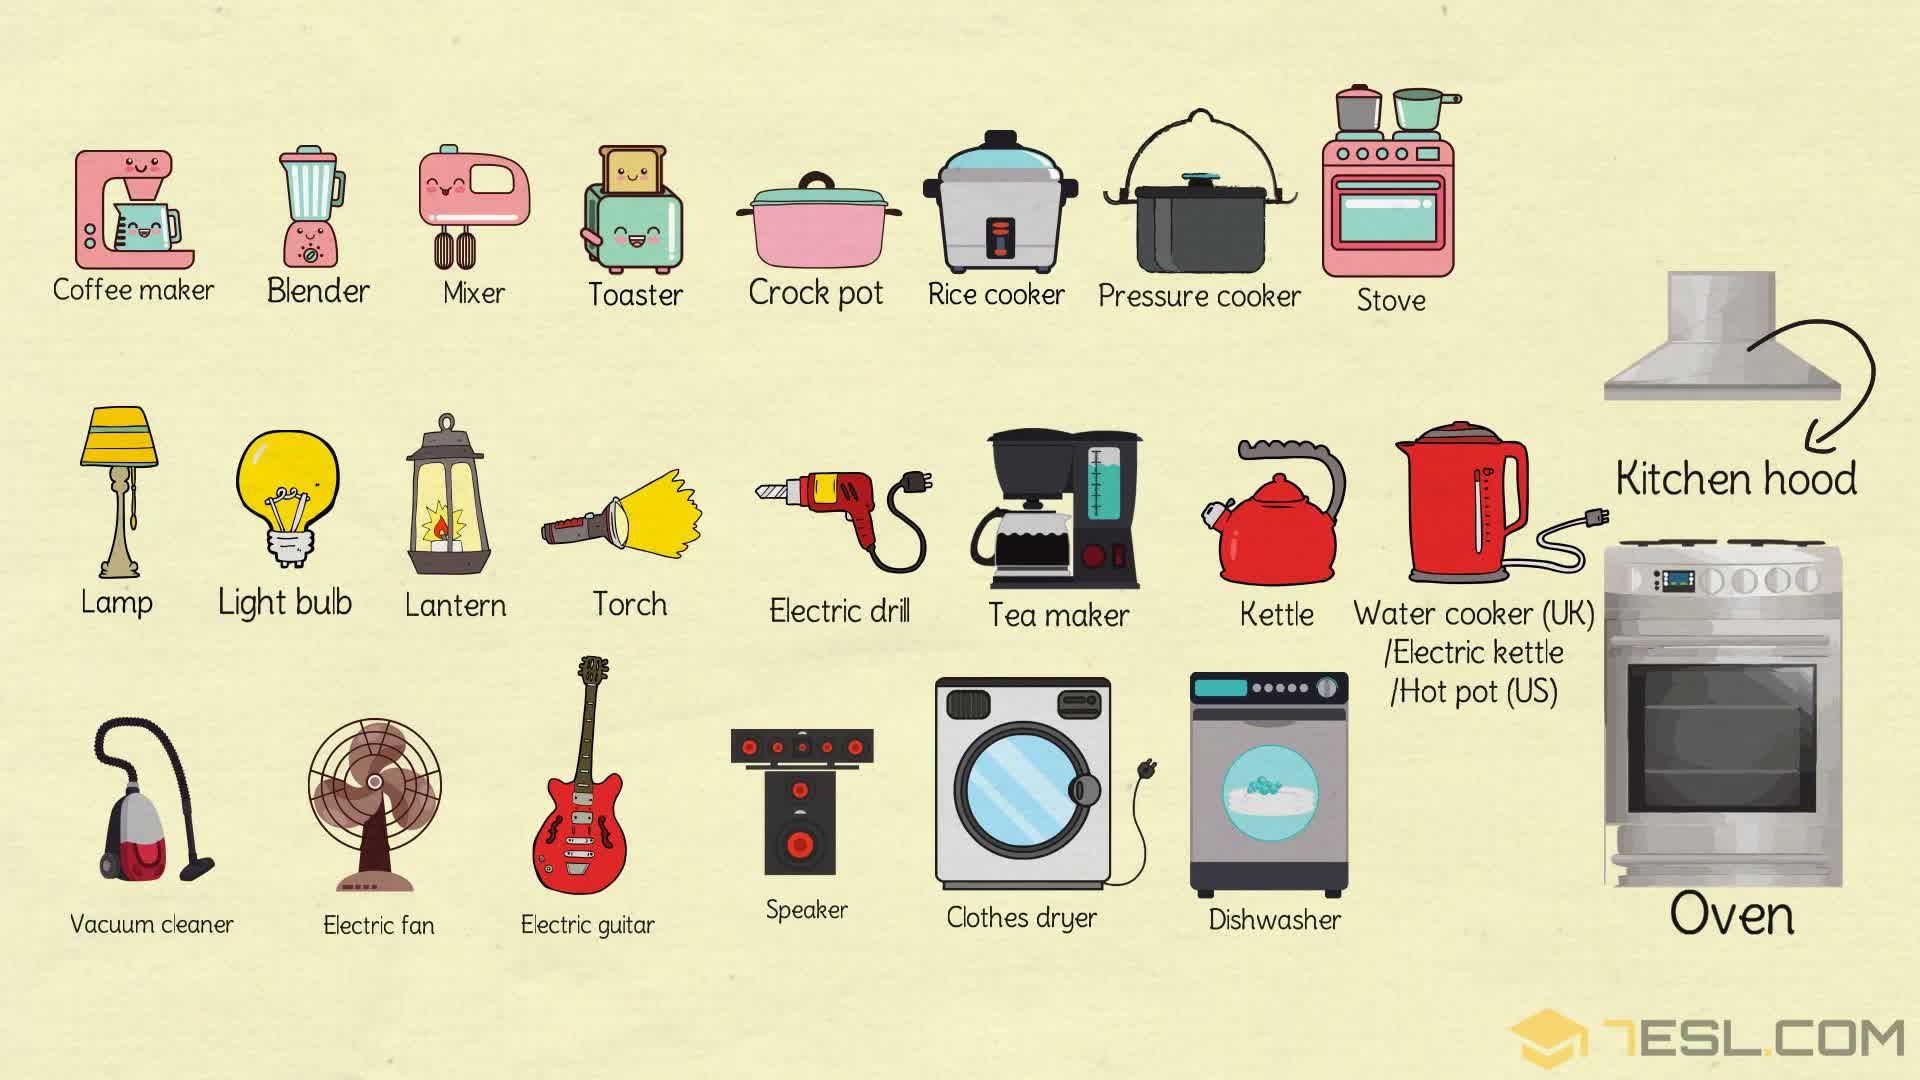 Coffee maker
Blender
Mixer
Toaster
Crock pot
Rice cooker
Pressure cooker
Stove
Kitchen hood
Lamp
Light bulb
Lantern
Torch
Electric drill
Tea maker
Kettle
Water cooker (UK)
/Electric kettle
/Hot pot (US)
Vacuum cleaner
Electric fan
Electric guitar
Speaker
Clothes dryer
Dishwasher
Oven
7ESL.COM